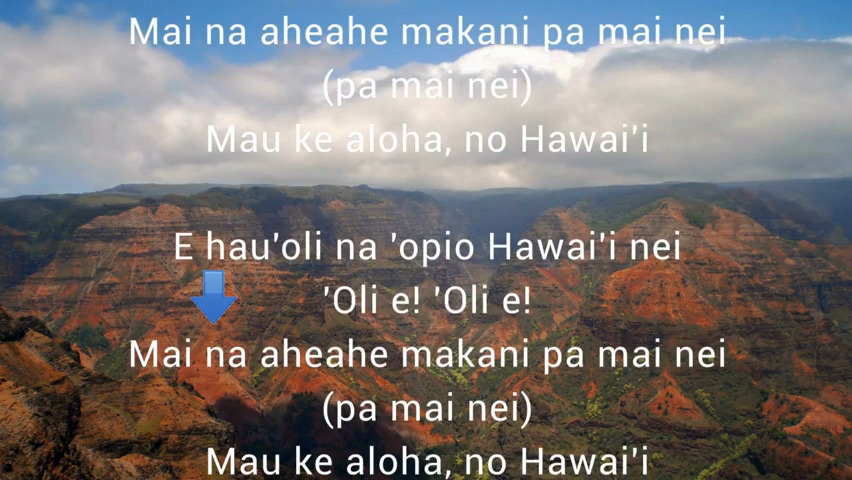 Mai na aheahe makani pa mai nei
(pa mai nei)
Mau ke aloha, no Hawai'i
E hau'oli na 'opio Hawai'i nei
'Oli e! 'Oli e!
Mai na aheahe makani pa mai nei
(pa mai nei)
Mau ke aloha, no Hawai'i